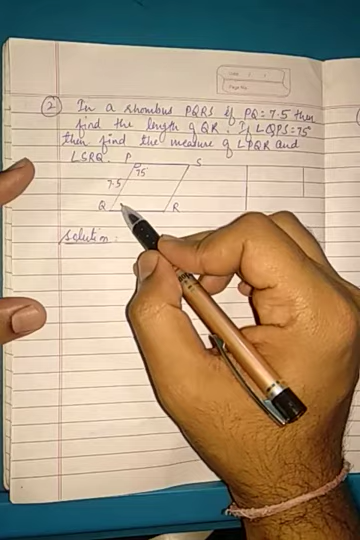 ② In a rhombus PQRS if PQ = 7.5 then
find the length of QR. If ∠QPS = 75°
then find the measure of ∠PQR and
∠SRQ.
P S
75
7.5
Q R
solution :